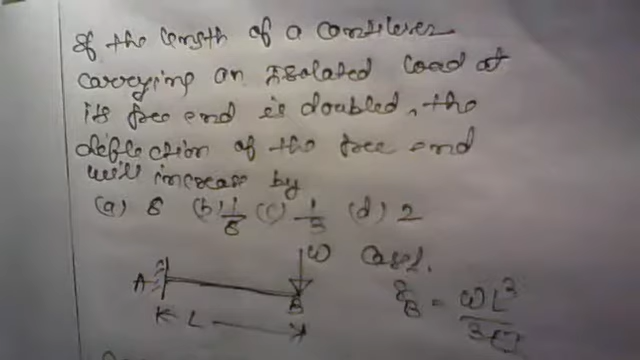 If the length of a cantilever
carrying an isolated load at
its free end is doubled, the
deflection of the free end
will increase by
(a) 8 (b) 1/8 (c) 1/3 (d) 2
W Case 1.
A B δB = WL³/3EI
L